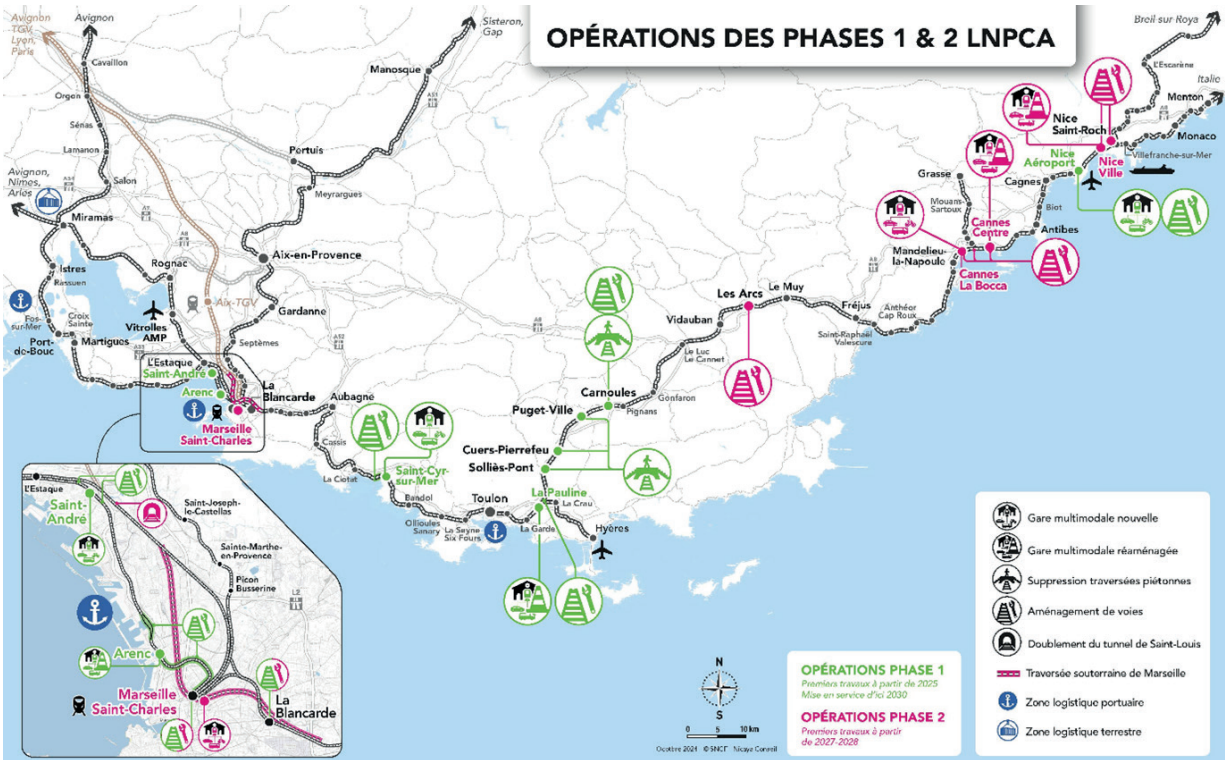 OPÉRATIONS DES PHASES 1 & 2 LNPCA
Avignon
TGV,
Lyon,
Paris
Avignon
Sisteron,
Gap
Breil sur Roya
Cavaillon
Manosque
L'Escarène
Orgon
Italie
Menton
Sénas
Nice
Saint-Roch
Monaco
Lamanon
Pertuis
Nice
Aéroport
Nice
Ville
Villefranche-sur-Mer
Avignon,
Nimes,
Arles
Salon
Meyrargues
Grasse
Cagnes
Miramas
Mouans-
Sartoux
Biot
Cannes
Centre
Antibes
Rognac
Aix-en-Provence
Mandelieu-
la-Napoule
Istres
Rassuen
Cannes
La Bocca
Aix-TGV
Les Arcs
Le Muy
Fos-
sur-Mer
Croix
Sainte
Vitrolles
AMP
Gardanne
Fréjus
Anthéor
Cap Roux
Vidauban
Port-
de-Bouc
Martigues
Septèmes
Saint-Raphaël
Valescure
Le Luc
Le Cannet
L'Estaque
Saint-André
La
Blancarde
Arenc
Aubagne
Carnoules
Gonfaron
Pignans
Puget-Ville
Marseille
Saint-Charles
Cassis
Cuers-Pierrefeu
Solliès-Pont
La Ciotat
Saint-Cyr-
sur-Mer
Bandol
Toulon
La Pauline
La Crau
Ollioules
Sanary
La Seyne
Six Fours
La Garde
Hyères
L'Estaque
Saint-
André
Saint-Joseph-
le-Castellas
Sainte-Marthe-
en-Provence
Picon
Busserine
Arenc
Marseille
Saint-Charles
La
Blancarde
Gare multimodale nouvelle
Gare multimodale réaménagée
Suppression traversées piétonnes
Aménagement de voies
Doublement du tunnel de Saint-Louis
Traversée souterraine de Marseille
Zone logistique portuaire
Zone logistique terrestre
N
S
0 5 10 km
Octobre 2024 © SNCF Nicaya Conseil
OPÉRATIONS PHASE 1
Premiers travaux à partir de 2025
Mise en service d'ici 2030
OPÉRATIONS PHASE 2
Premiers travaux à partir
de 2027-2028